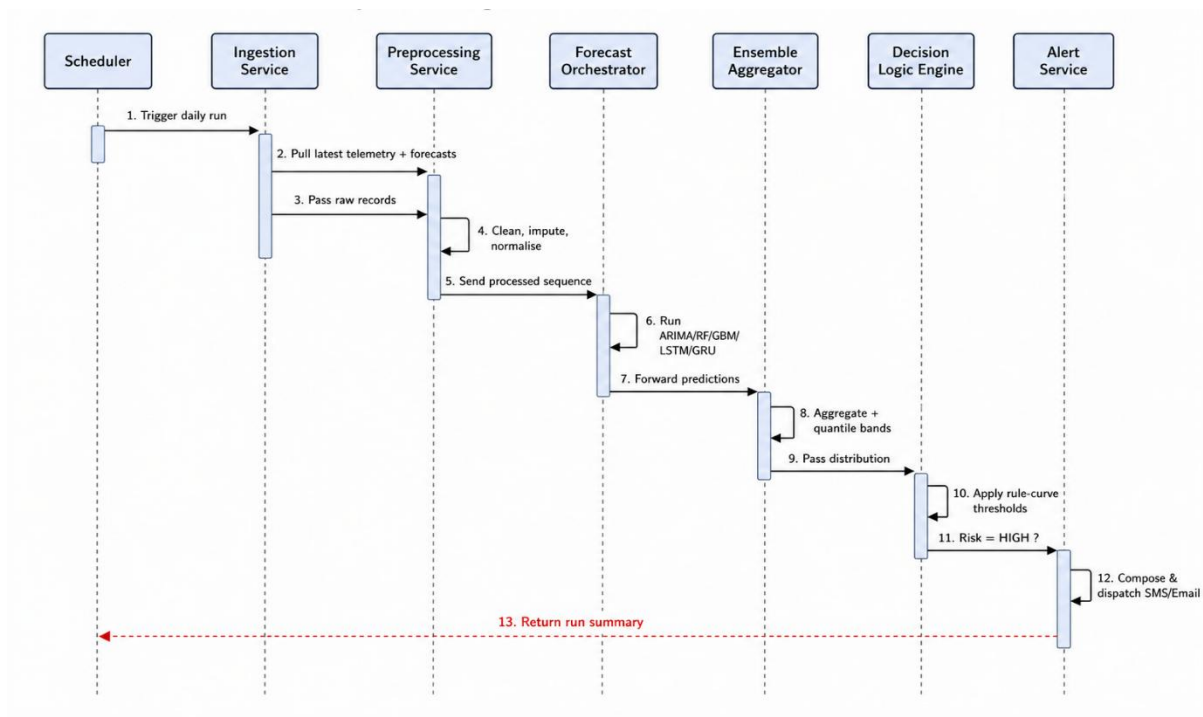 Scheduler
Ingestion
Service
Preprocessing
Service
Forecast
Orchestrator
Ensemble
Aggregator
Decision
Logic Engine
Alert
Service
1. Trigger daily run
2. Pull latest telemetry + forecasts
3. Pass raw records
4. Clean, impute,
normalise
5. Send processed sequence
6. Run
ARIMA/RF/GBM/
LSTM/GRU
7. Forward predictions
8. Aggregate +
quantile bands
9. Pass distribution
10. Apply rule-curve
thresholds
11. Risk = HIGH ?
12. Compose &
dispatch SMS/Email
13. Return run summary